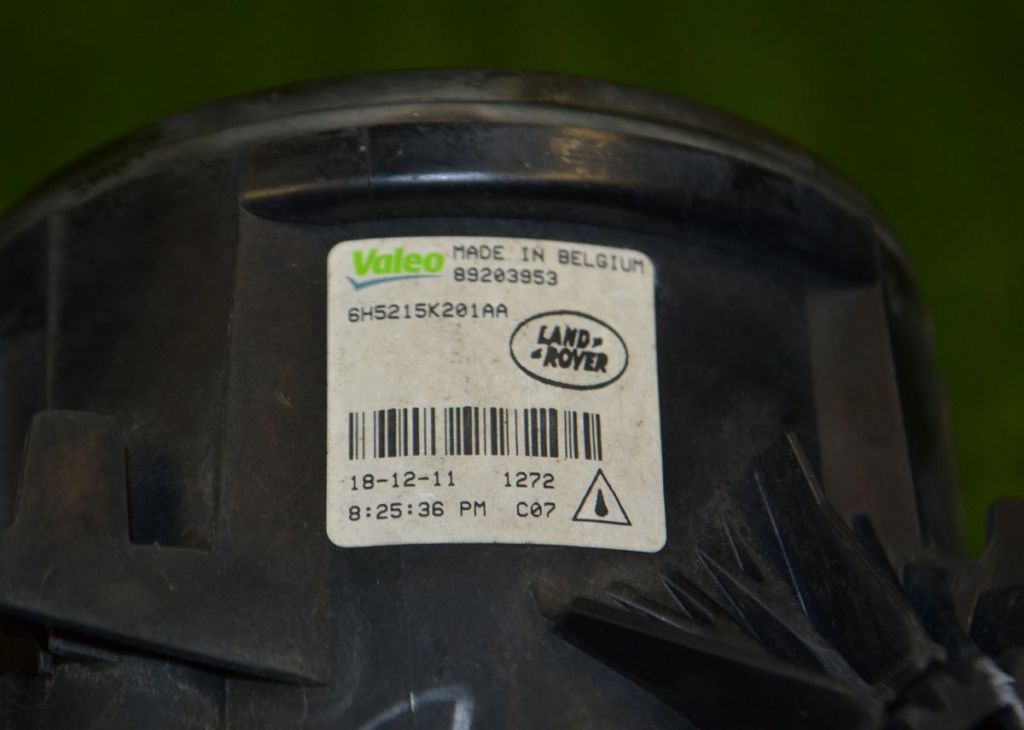 Valeo MADE IN BELGIUM
89203953
6H5215K201AA
LAND-
-ROVER
18-12-11 1272
8:25:36 PM C07